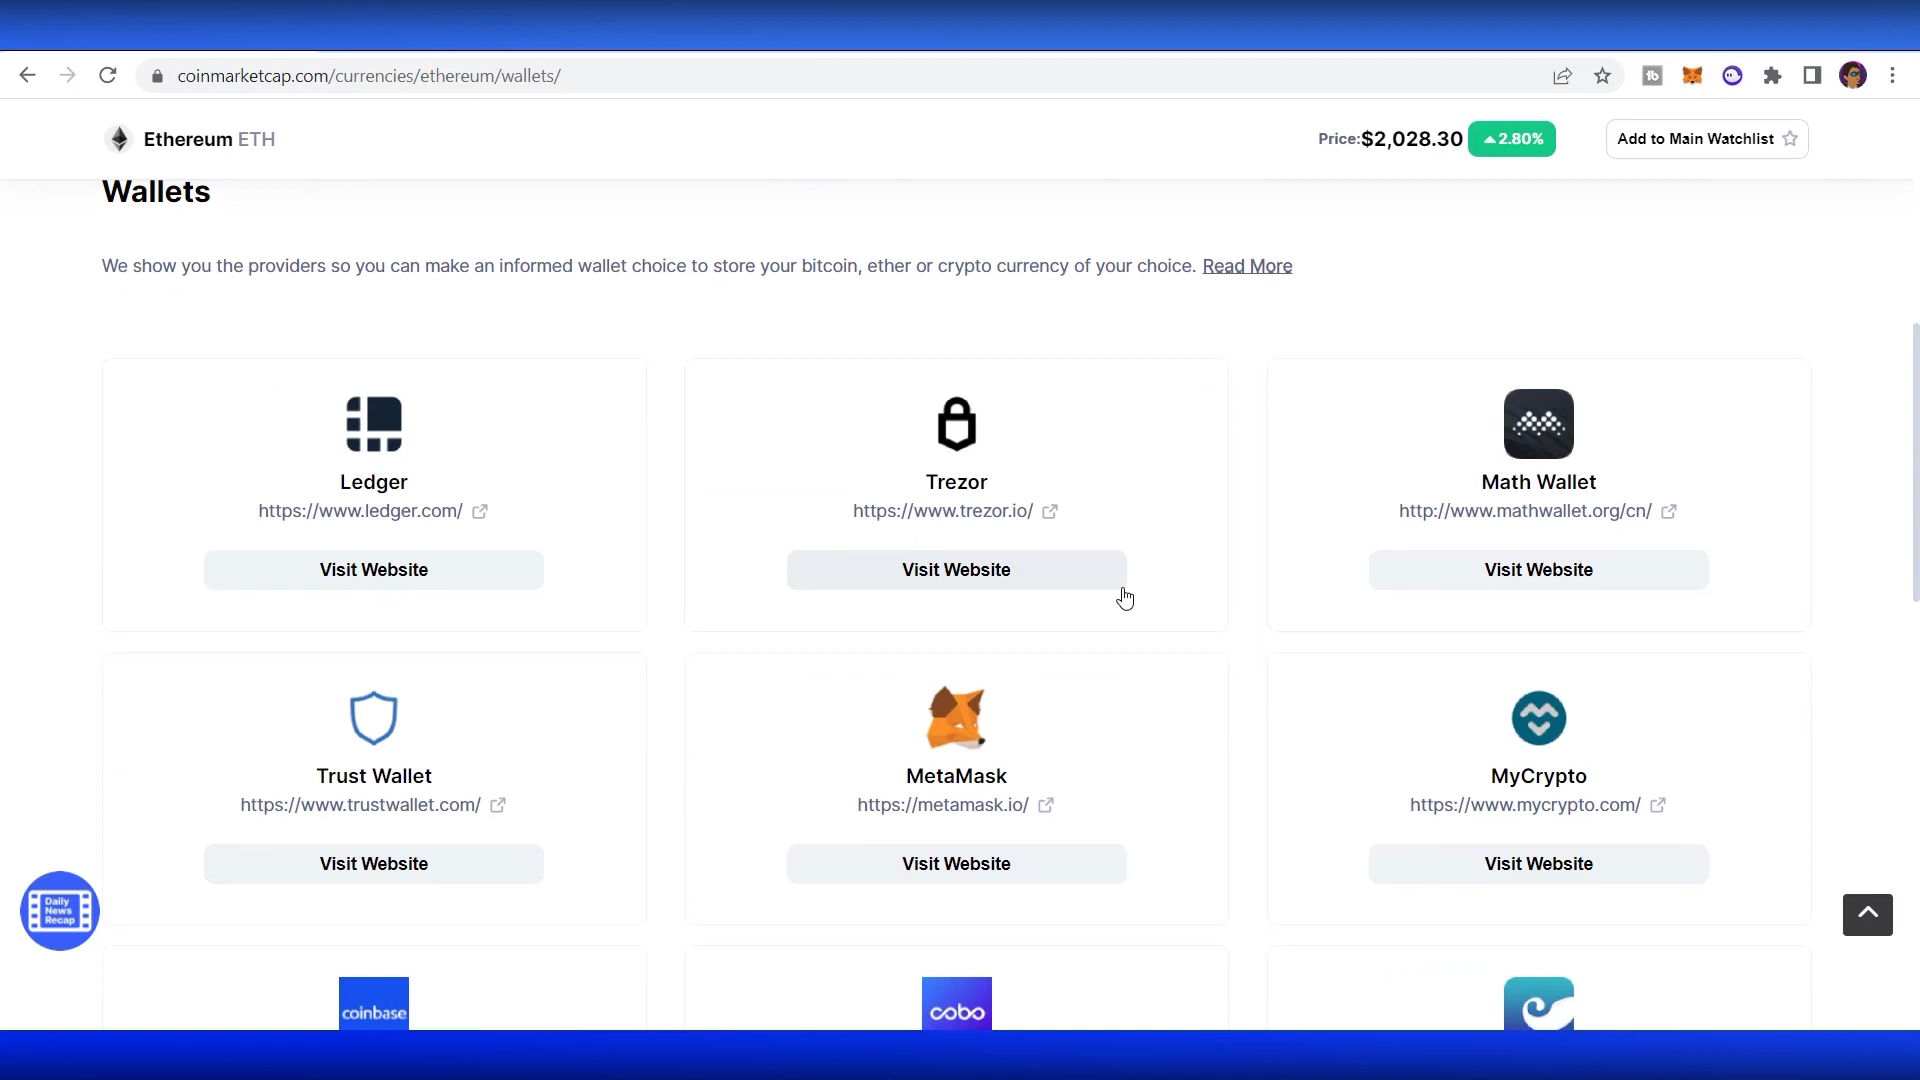 coinmarketcap.com/currencies/ethereum/wallets/
tb
Ethereum ETH
Price:$2,028.30
2.80%
Add to Main Watchlist
Wallets
We show you the providers so you can make an informed wallet choice to store your bitcoin, ether or crypto currency of your choice. Read More
Ledger
https://www.ledger.com/
Visit Website
Trezor
https://www.trezor.io/
Visit Website
Math Wallet
http://www.mathwallet.org/cn/
Visit Website
Trust Wallet
https://www.trustwallet.com/
Visit Website
MetaMask
https://metamask.io/
Visit Website
MyCrypto
https://www.mycrypto.com/
Visit Website
Daily
News
Recap
coinbase
cobo